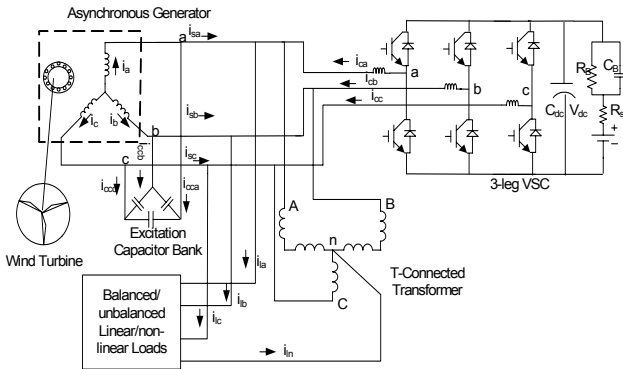 Asynchronous Generator
a
i_sa
i_a
i_c
i_b
b
i_sb
i_ccb
c
i_sc
i_ccc
i_cca
Excitation
Capacitor Bank
Wind Turbine
i_ca
i_cb
i_cc
a
b
c
C_dc
V_dc
R_B
C_B
R_s
+
−
3-leg VSC
A
B
n
C
T-Connected
Transformer
i_la
i_lb
i_lc
i_ln
Balanced/
unbalanced
Linear/non-
linear Loads